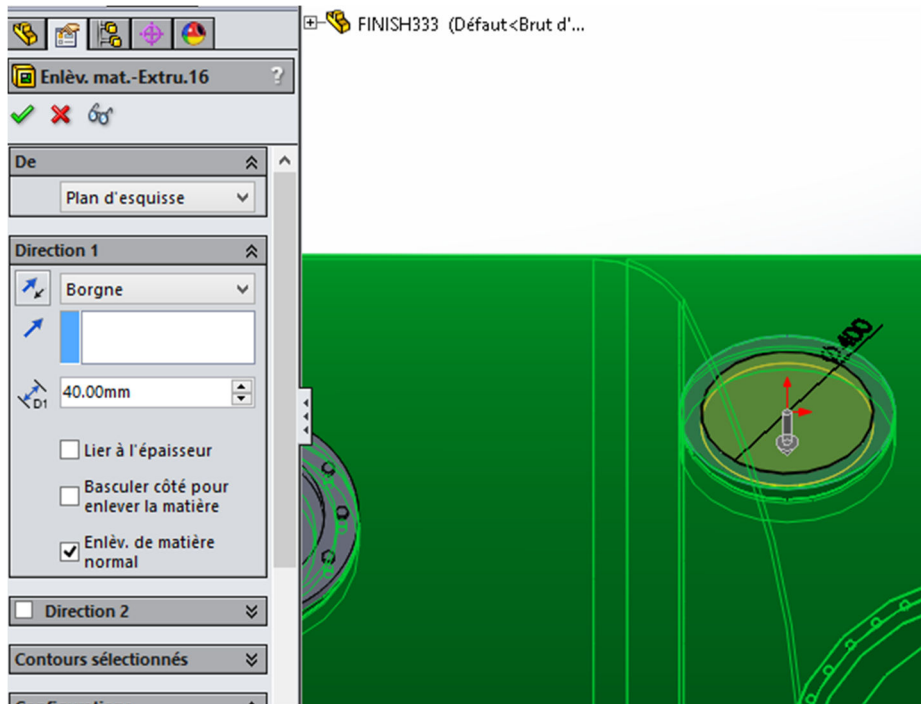 FINISH333 (Défaut<Brut d'...
Enlèv. mat.-Extru.16
?
De
Plan d'esquisse
Direction 1
Borgne
D1
40.00mm
Lier à l'épaisseur
Basculer côté pour
enlever la matière
Enlèv. de matière
normal
Direction 2
Contours sélectionnés